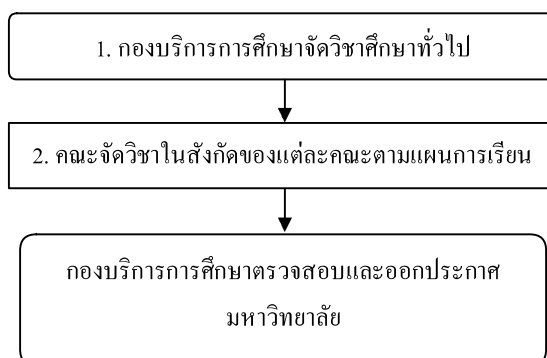 1. กองบริการการศึกษาจัดวิชาศึกษาทั่วไป
2. คณะจัดวิชาในสังกัดของแต่ละคณะตามแผนการเรียน
กองบริการการศึกษาตรวจสอบและออกประกาศ
มหาวิทยาลัย